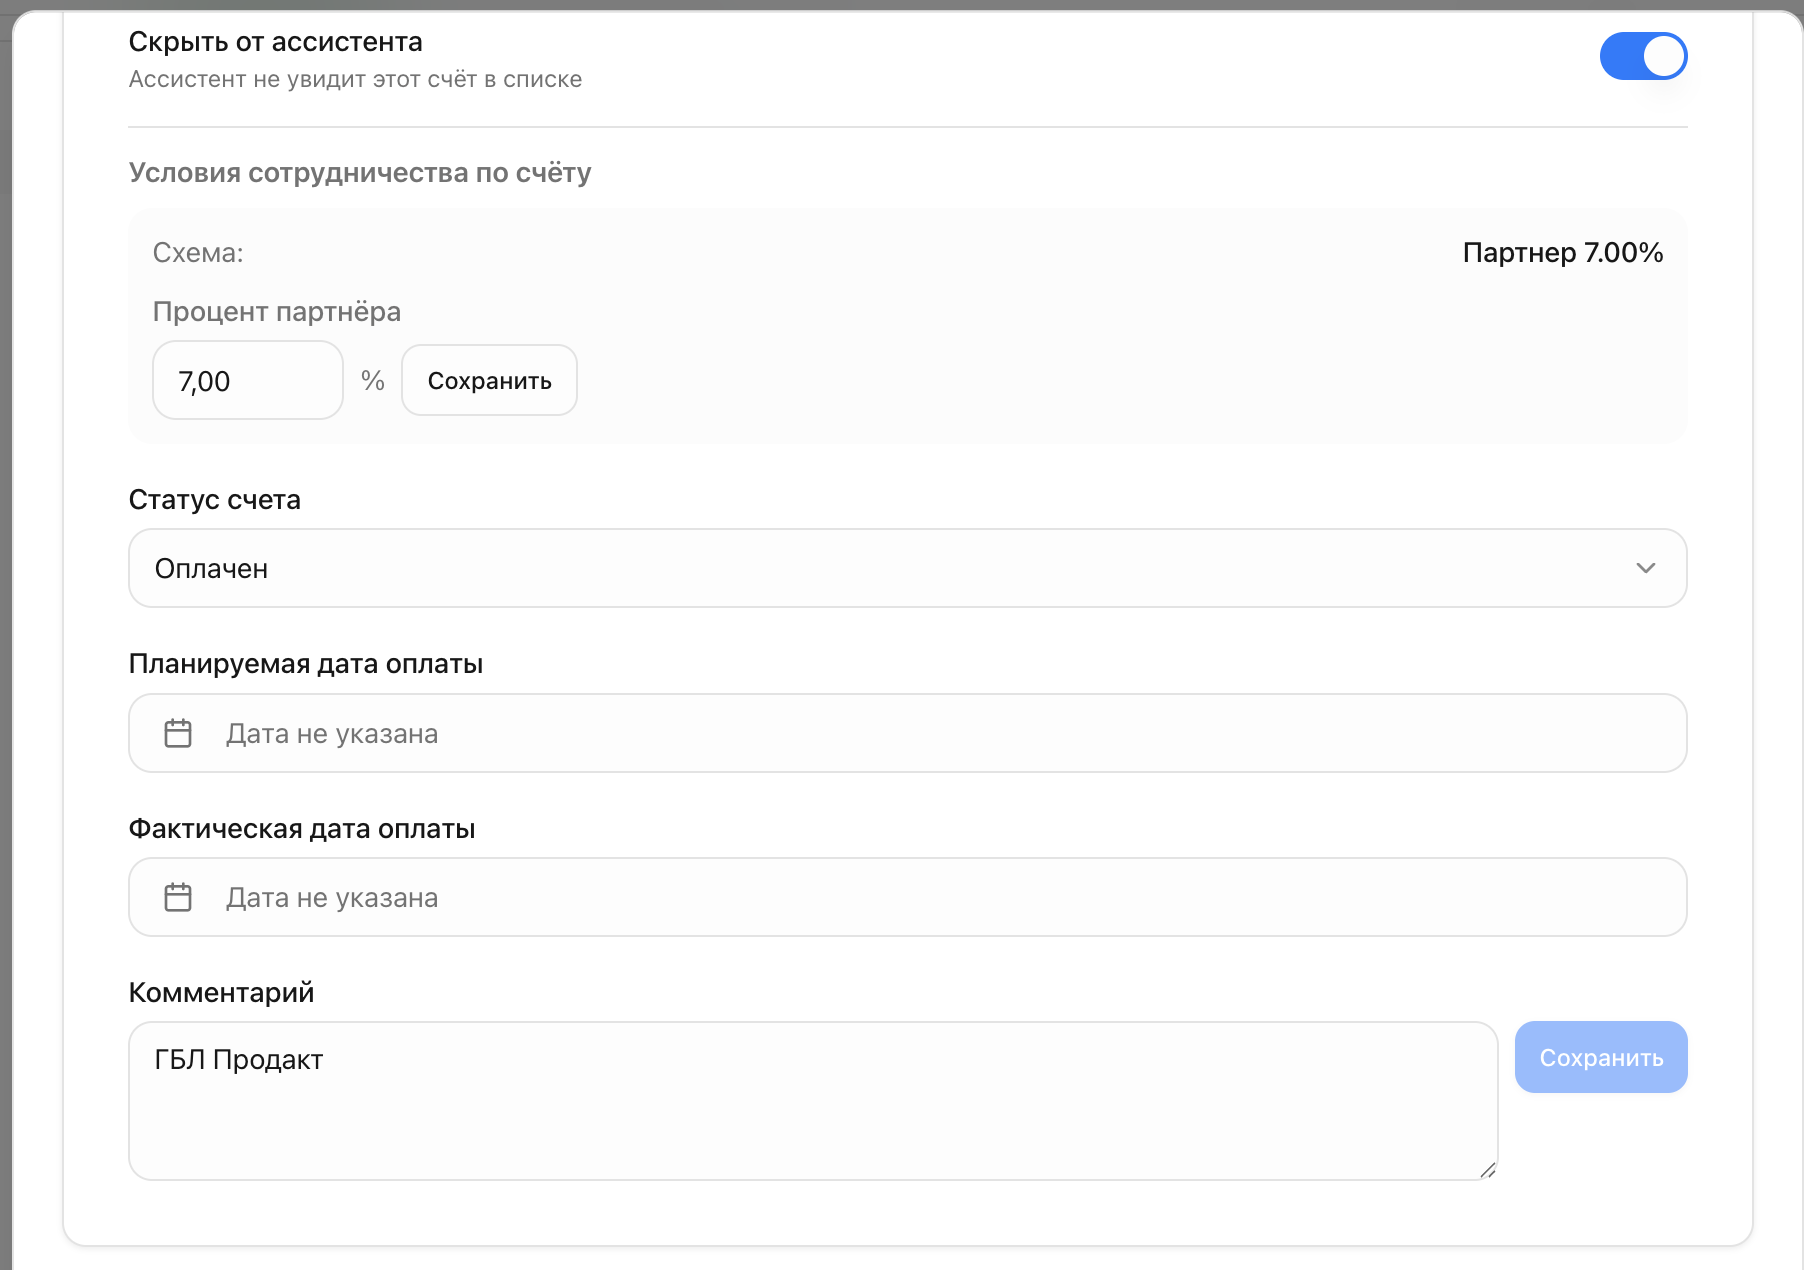 Скрыть от ассистента
Ассистент не увидит этот счёт в списке
Условия сотрудничества по счёту
Схема: Партнер 7.00%
Процент партнёра
7,00 % Сохранить
Статус счета
Оплачен
Планируемая дата оплаты
Дата не указана
Фактическая дата оплаты
Дата не указана
Комментарий
ГБЛ Продакт Сохранить